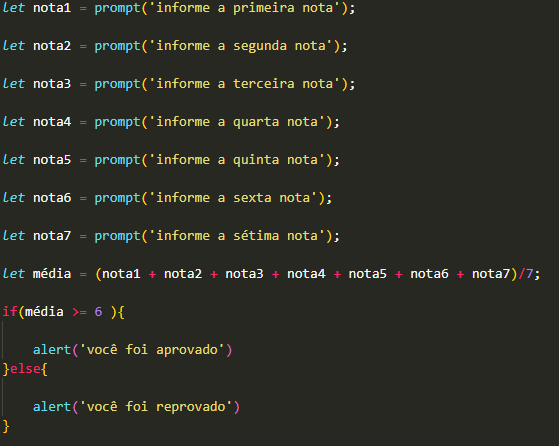 let nota1 = prompt('informe a primeira nota');
let nota2 = prompt('informe a segunda nota');
let nota3 = prompt('informe a terceira nota');
let nota4 = prompt('informe a quarta nota');
let nota5 = prompt('informe a quinta nota');
let nota6 = prompt('informe a sexta nota');
let nota7 = prompt('informe a sétima nota');
let média = (nota1 + nota2 + nota3 + nota4 + nota5 + nota6 + nota7)/7;
if(média >= 6 ){
alert('você foi aprovado')
}else{
alert('você foi reprovado')
}